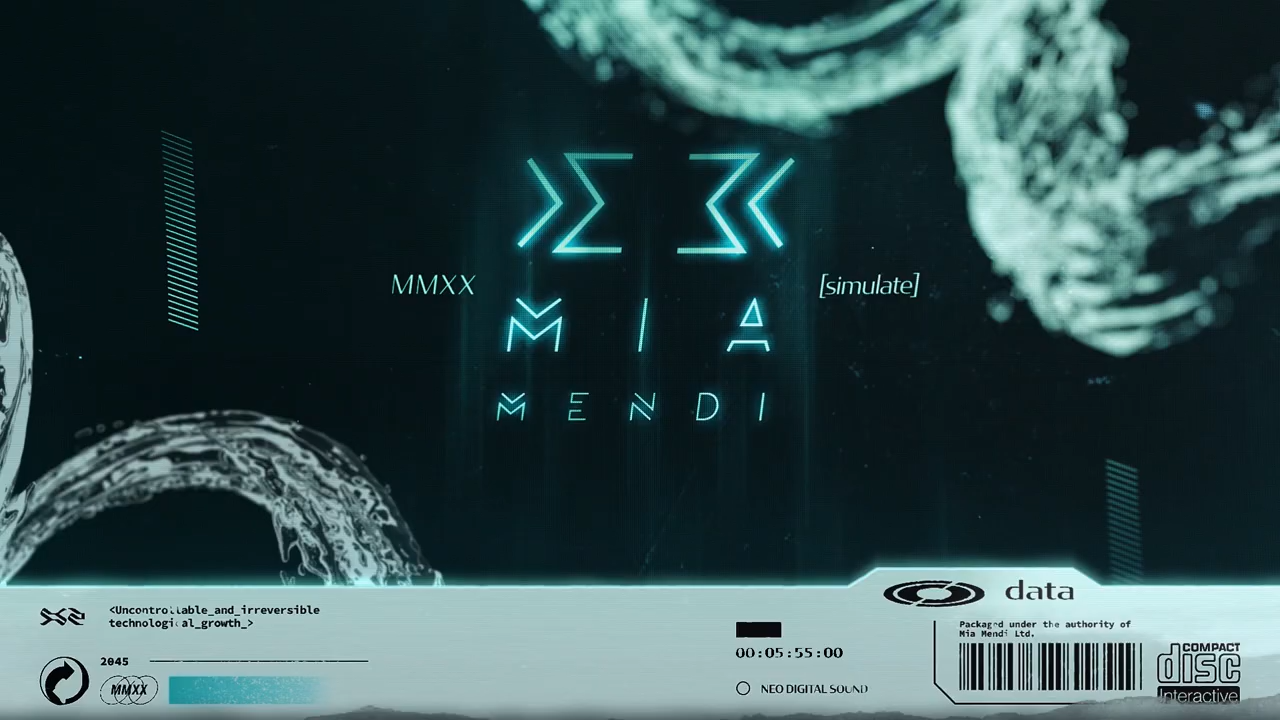 MMXX
[simulate]
MIA
MENDI
data
<Uncontrollable_and_irreversible
technological_growth_>
2045
MMXX
00:05:55:00
NEO DIGITAL SOUND
Packaged under the authority of
Mia Mendi Ltd.
COMPACT
disc
Interactive